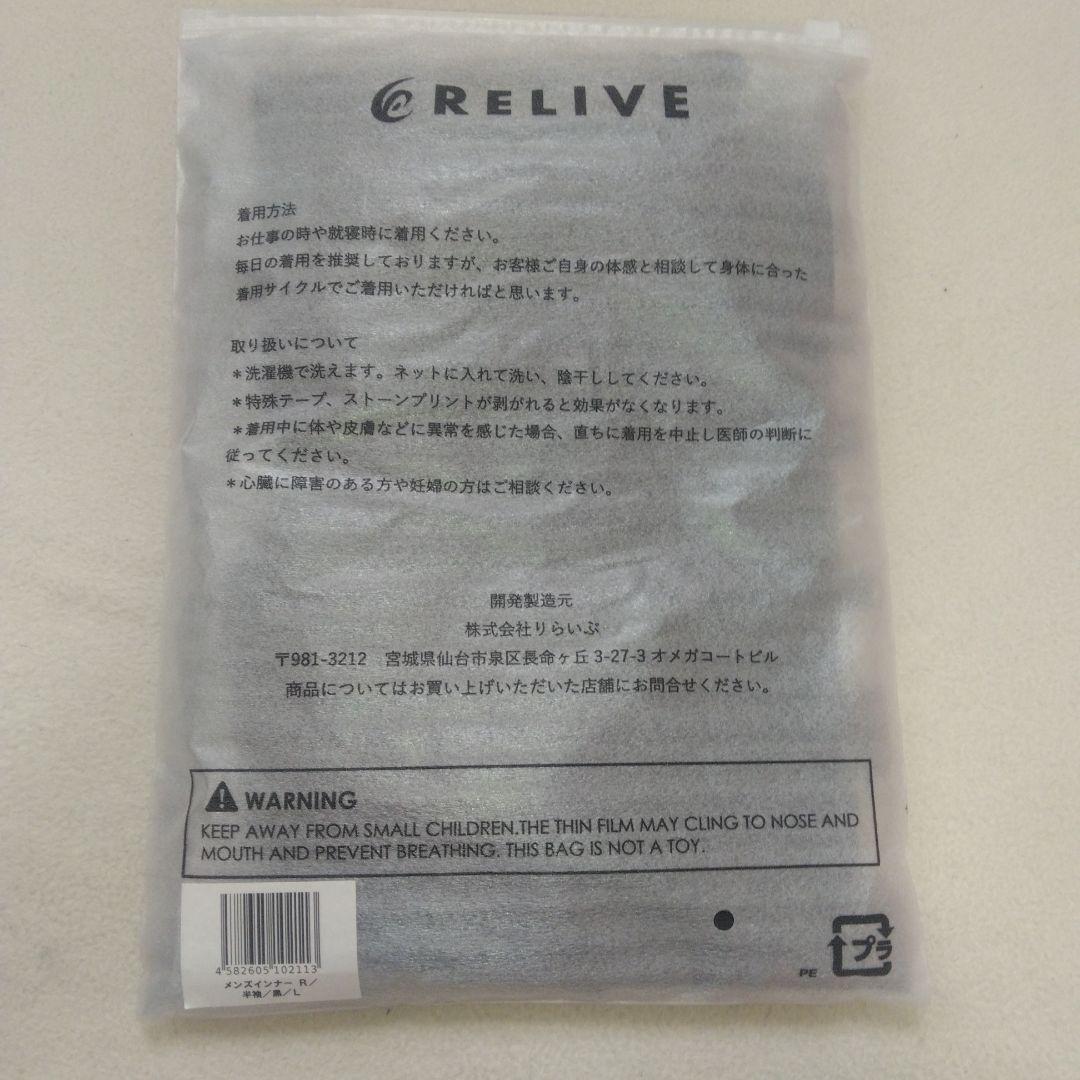 RELIVE
着用方法
お仕事の時や就寝時に着用ください。
毎日の着用を推奨しておりますが、お客様ご自身の体感と相談して身体に合った
着用サイクルでご着用いただければと思います。
取り扱いについて
＊洗濯機で洗えます。ネットに入れて洗い、陰干ししてください。
＊特殊テープ、ストーンプリントが剥がれると効果がなくなります。
＊着用中に体や皮膚などに異常を感じた場合、直ちに着用を中止し医師の判断に
従ってください。
＊心臓に障害のある方や妊婦の方はご相談ください。
開発製造元
株式会社りらいぶ
〒981-3212　宮城県仙台市泉区長命ヶ丘 3-27-3 オメガコートビル
商品についてはお買い上げいただいた店舗にお問合せください。
WARNING
KEEP AWAY FROM SMALL CHILDREN.THE THIN FILM MAY CLING TO NOSE AND
MOUTH AND PREVENT BREATHING. THIS BAG IS NOT A TOY.
4 582605 102113
メンズインナー R／
半袖／黒／L
PE
プラ